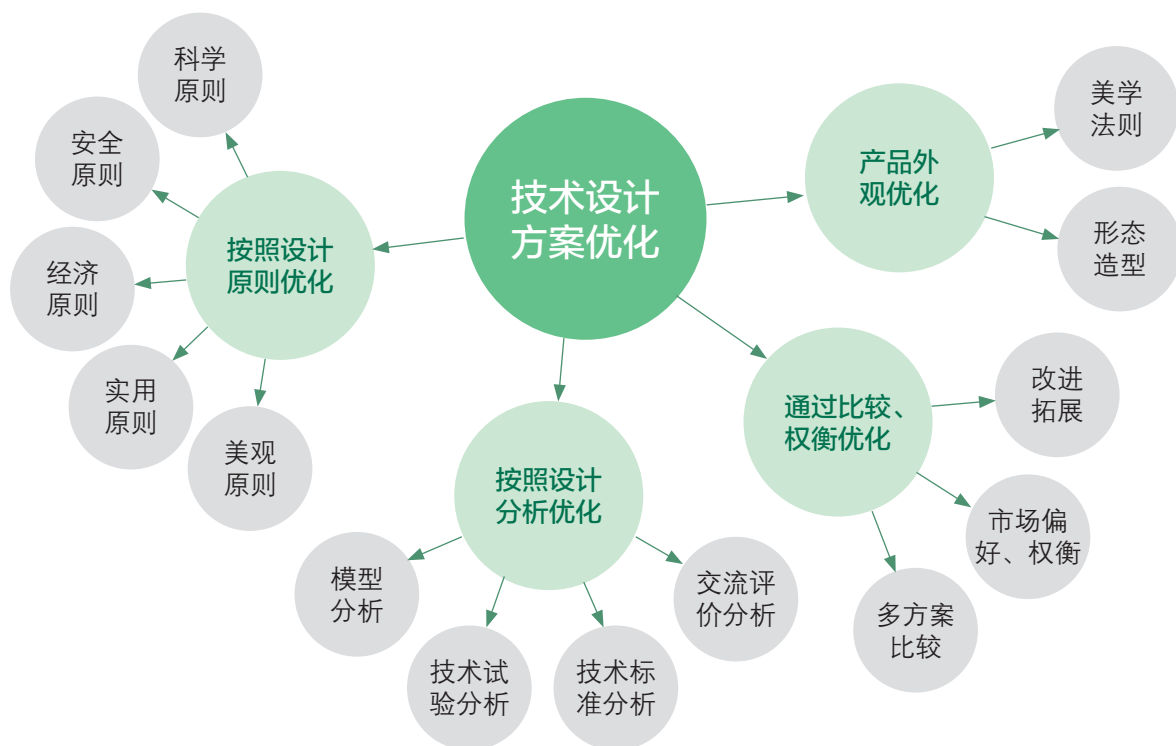 技术设计
方案优化
按照设计
原则优化
科学
原则
安全
原则
经济
原则
实用
原则
美观
原则
按照设计
分析优化
模型
分析
技术试
验分析
技术标
准分析
交流评
价分析
通过比较、
权衡优化
改进
拓展
市场偏
好、权衡
多方案
比较
产品外
观优化
美学
法则
形态
造型